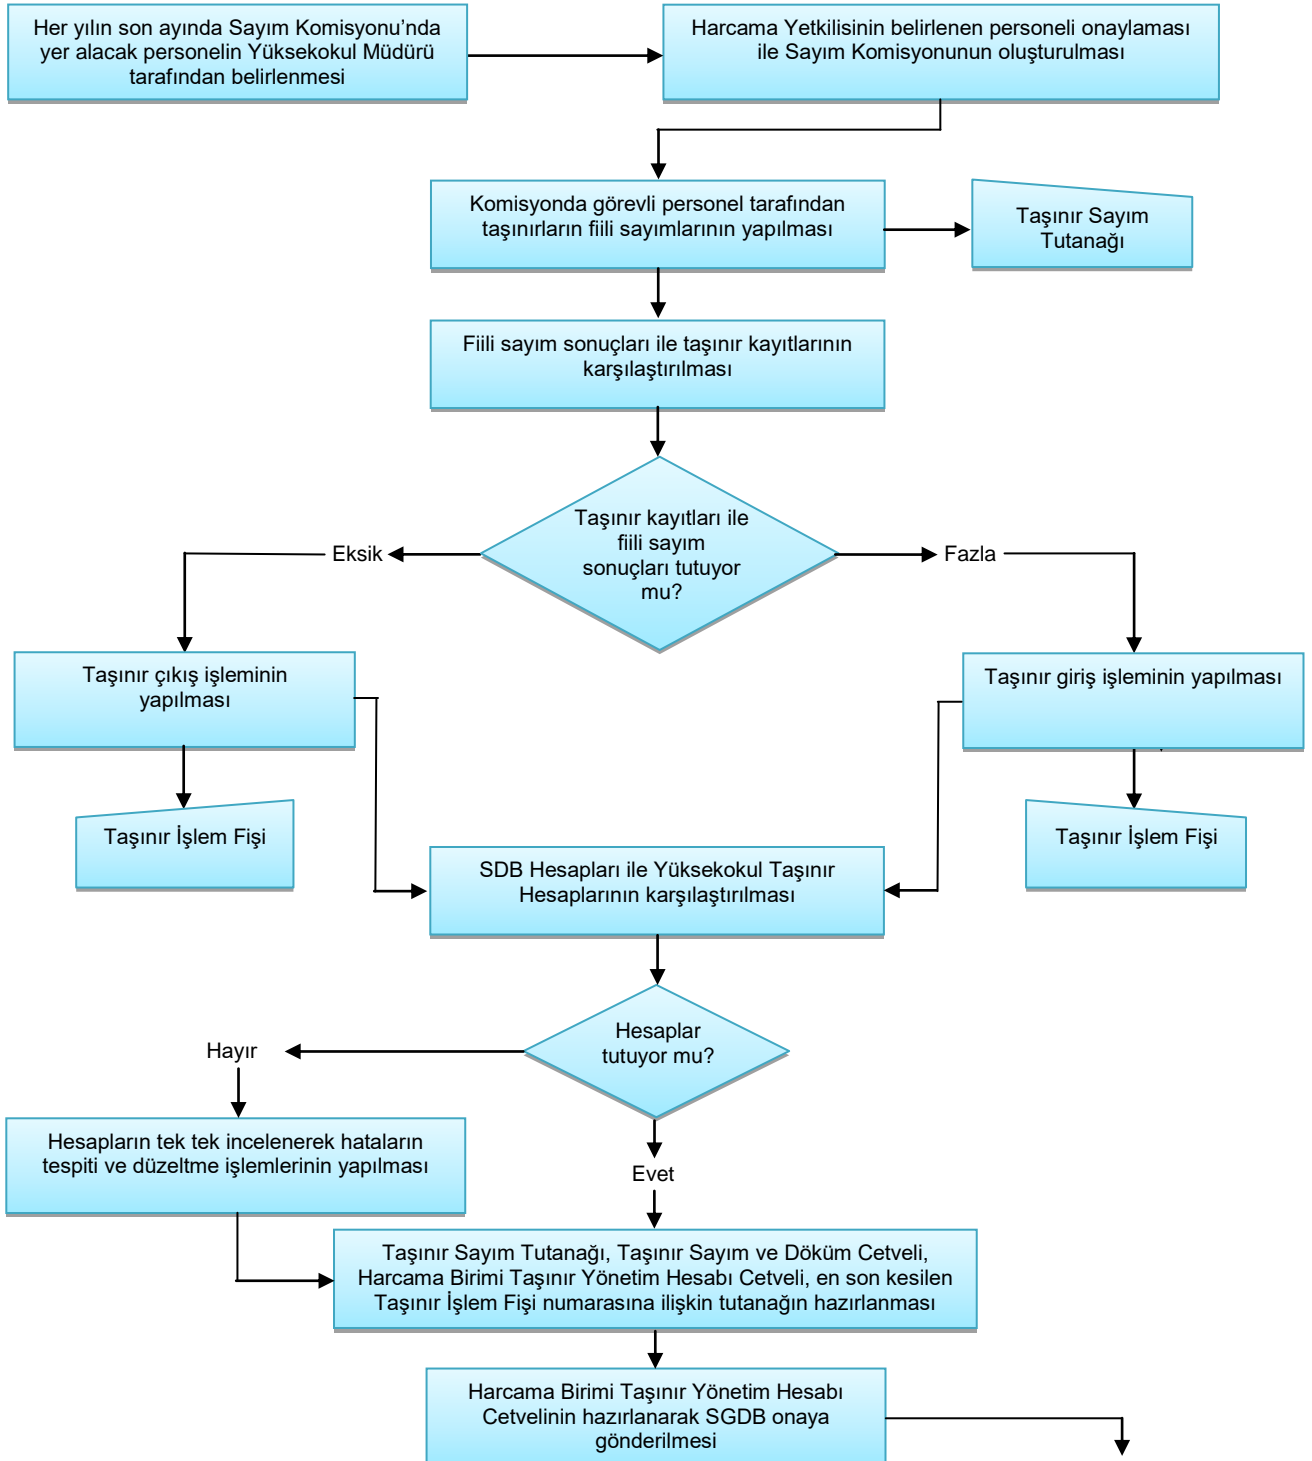 Her yılın son ayında Sayım Komisyonu’nda
yer alacak personelin Yüksekokul Müdürü
tarafından belirlenmesi
Harcama Yetkilisinin belirlenen personeli onaylaması
ile Sayım Komisyonunun oluşturulması
Komisyonda görevli personel tarafından
taşınırların fiili sayımlarının yapılması
Taşınır Sayım
Tutanağı
Fiili sayım sonuçları ile taşınır kayıtlarının
karşılaştırılması
Taşınır kayıtları ile
fiili sayım
sonuçları tutuyor
mu?
Eksik
Fazla
Taşınır çıkış işleminin
yapılması
Taşınır giriş işleminin yapılması
Taşınır İşlem Fişi
Taşınır İşlem Fişi
SDB Hesapları ile Yüksekokul Taşınır
Hesaplarının karşılaştırılması
Hesaplar
tutuyor mu?
Hayır
Hesapların tek tek incelenerek hataların
tespiti ve düzeltme işlemlerinin yapılması
Evet
Taşınır Sayım Tutanağı, Taşınır Sayım ve Döküm Cetveli,
Harcama Birimi Taşınır Yönetim Hesabı Cetveli, en son kesilen
Taşınır İşlem Fişi numarasına ilişkin tutanağın hazırlanması
Harcama Birimi Taşınır Yönetim Hesabı
Cetvelinin hazırlanarak SGDB onaya
gönderilmesi